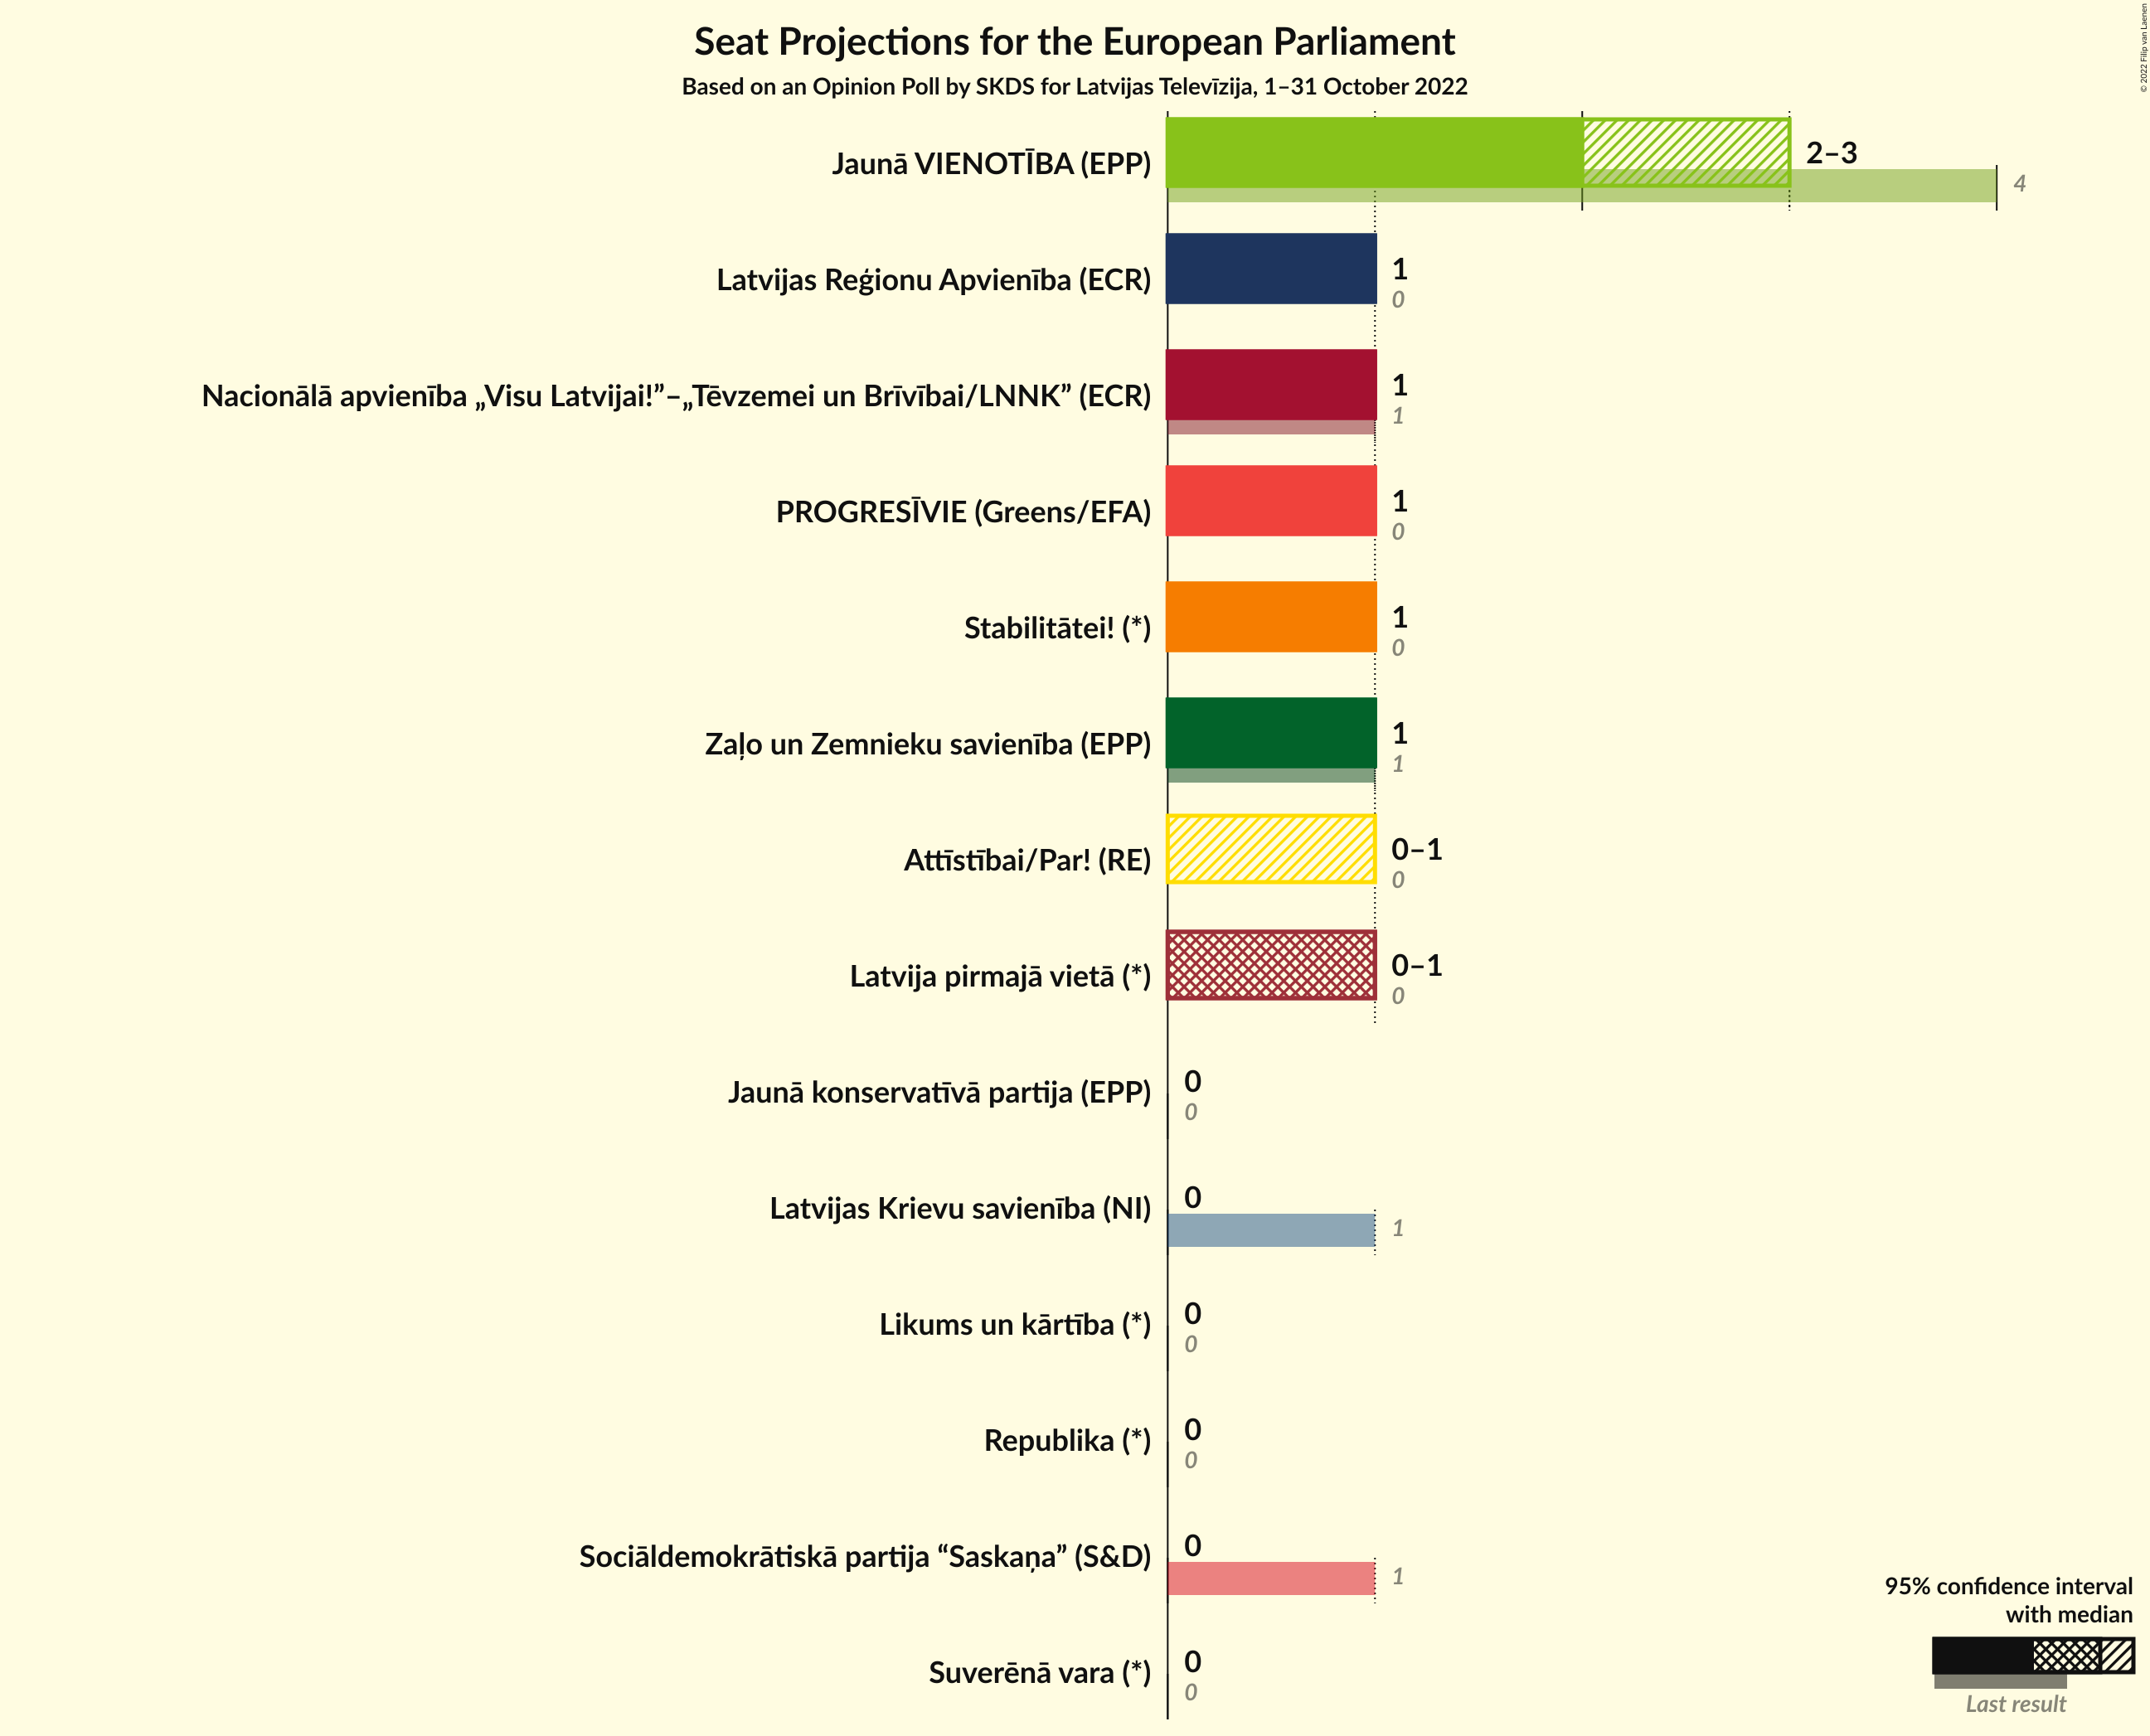 Seat Projections for the European Parliament
Based on an Opinion Poll by SKDS for Latvijas Televīzija, 1–31 October 2022
© 2022 Filip van Laenen
Jaunā VIENOTĪBA (EPP)
2–3
4
Latvijas Reģionu Apvienība (ECR)
1
0
Nacionālā apvienība „Visu Latvijai!”–„Tēvzemei un Brīvībai/LNNK” (ECR)
1
1
PROGRESĪVIE (Greens/EFA)
1
0
Stabilitātei! (*)
1
0
Zaļo un Zemnieku savienība (EPP)
1
1
Attīstībai/Par! (RE)
0–1
0
Latvija pirmajā vietā (*)
0–1
0
Jaunā konservatīvā partija (EPP)
0
0
Latvijas Krievu savienība (NI)
0
1
Likums un kārtība (*)
0
0
Republika (*)
0
0
Sociāldemokrātiskā partija “Saskaņa” (S&D)
0
1
Suverēnā vara (*)
0
0
95% confidence interval
with median
Last result